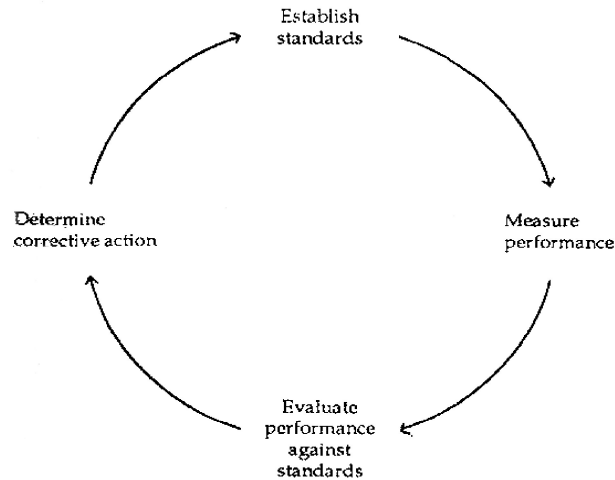 Establish
standards
Measure
performance
Evaluate
performance
against
standards
Determine
corrective action